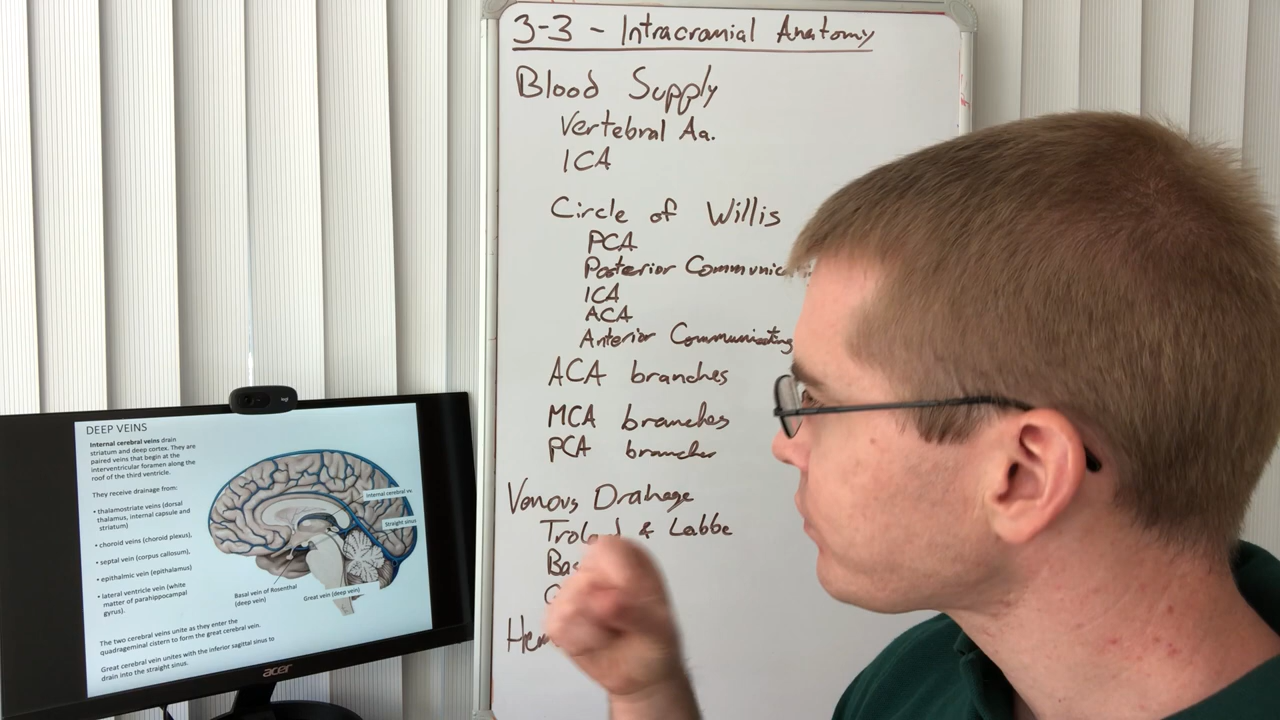 3-3 - Intracranial Anatomy
Blood Supply
Vertebral Aa.
ICA
Circle of Willis
PCA
Posterior
ICA
ACA
Anterior Communicating
ACA branches
MCA branches
PCA
Venous
& Labbe
DEEP VEINS
Internal cerebral veins drain
striatum and deep cortex. They are
paired veins that begin at the
interventricular foramen along the
roof of the third ventricle.
They receive drainage from:
• thalamostriate veins (dorsal
thalamus, internal capsule and
striatum)
• choroid veins (choroid plexus),
• septal vein (corpus callosum),
• epithalmic vein (epithalamus)
• lateral ventricle vein (white
matter of parahippocampal
gyrus).
The two cerebral veins unite as they enter the
quadrageminal cistern to form the great cerebral vein.
Great cerebral vein unites with the inferior sagittal sinus to
drain into the straight sinus.
Internal cerebral vv
Straight sinus
Basal vein of Rosenthal
(deep vein)
Great vein (deep vein)
acer
logi